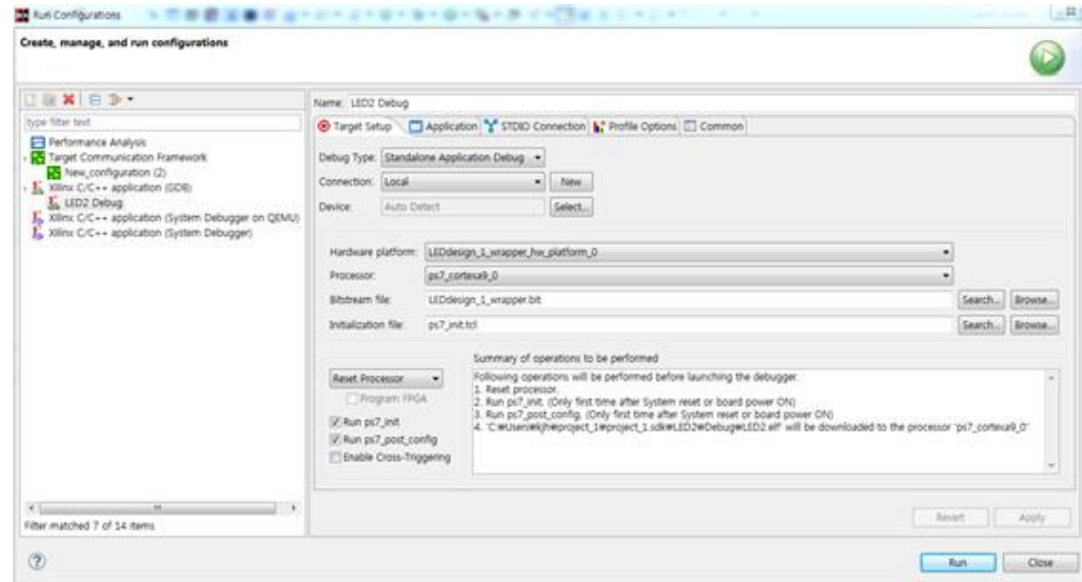 Run Configurations
Create, manage, and run configurations
type filter text
Performance Analysis
Target Communication Framework
New_configuration (2)
Xilinx C/C++ application (GDB)
LED2 Debug
Xilinx C/C++ application (System Debugger on QEMU)
Xilinx C/C++ application (System Debugger)
Filter matched 7 of 14 items
Name: LED2 Debug
Target Setup Application STDIO Connection Profile Options Common
Debug Type: Standalone Application Debug
Connection: Local New
Device: Auto Detect Select...
Hardware platform: LEDdesign_1_wrapper_hw_platform_0
Processor: ps7_cortexa9_0
Bitstream file: LEDdesign_1_wrapper.bit Search... Browse...
Initialization file: ps7_init.tcl Search... Browse...
Summary of operations to be performed
Reset Processor
Program FPGA
Run ps7_init
Run ps7_post_config
Enable Cross-Triggering
Following operations will be performed before launching the debugger.
1. Reset processor.
2. Run ps7_init. (Only first time after System reset or board power ON)
3. Run ps7_post_config. (Only first time after System reset or board power ON)
4. 'C:₩Users₩kjh₩project_1₩project_1.sdk₩LED2₩Debug₩LED2.elf' will be downloaded to the processor 'ps7_cortexa9_0'
Revert Apply
Run Close